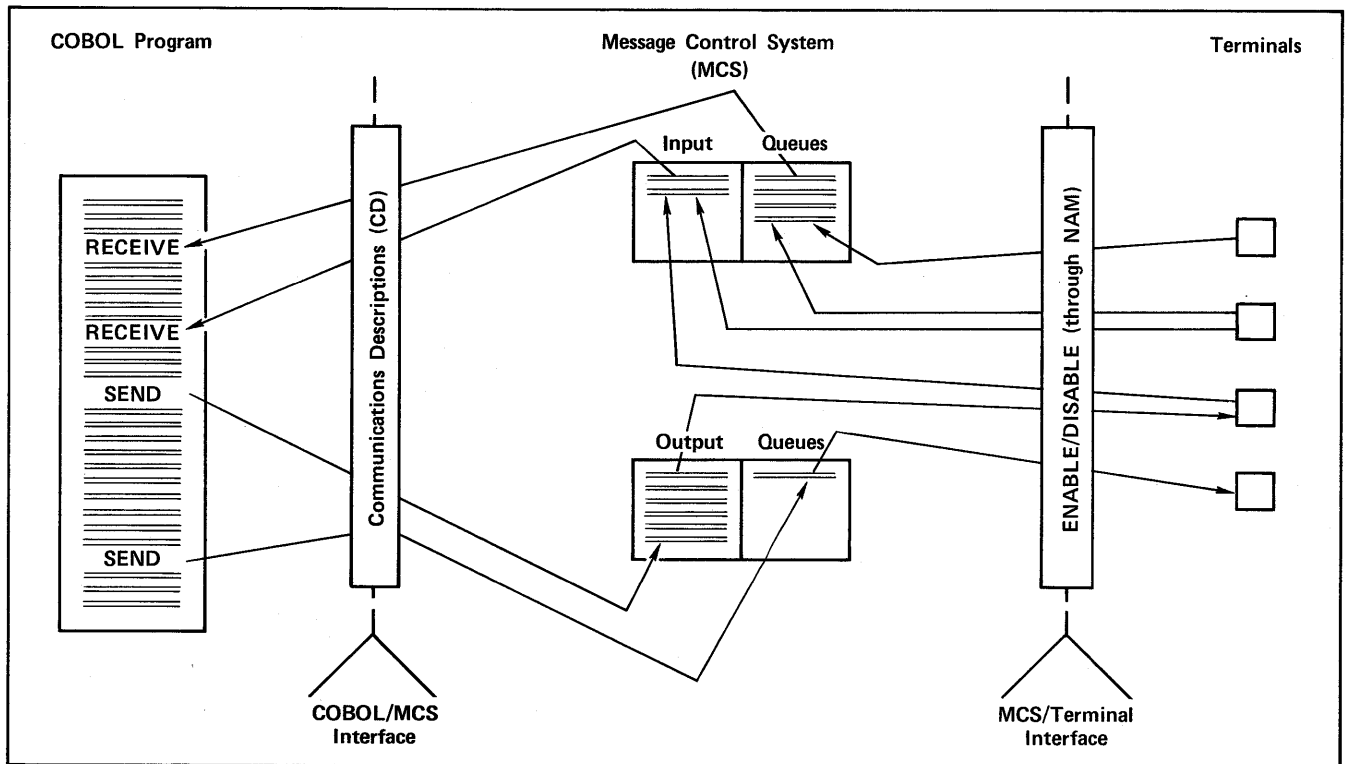 COBOL Program
Message Control System
(MCS)
Terminals
Input Queues
RECEIVE
RECEIVE
SEND
SEND
Communications Descriptions (CD)
Output Queues
ENABLE/DISABLE (through NAM)
COBOL/MCS
Interface
MCS/Terminal
Interface